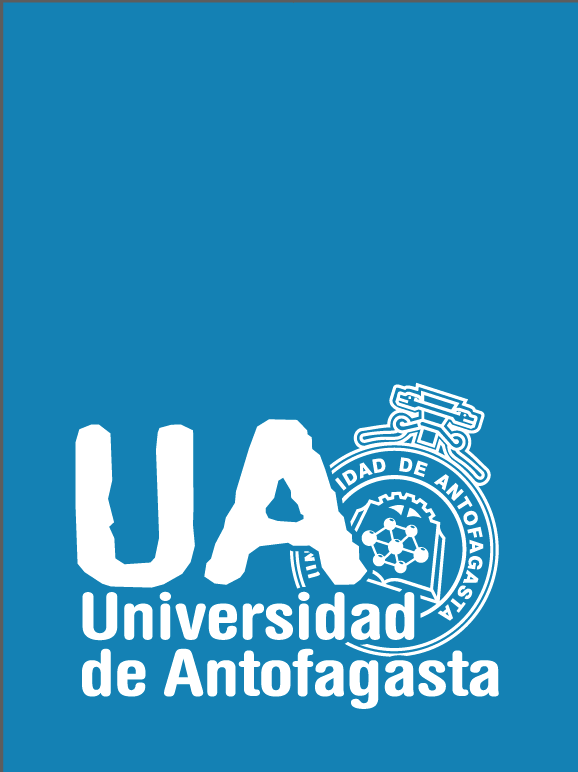 UA
IDAD DE ANTOFAGASTA
Universidad
de Antofagasta